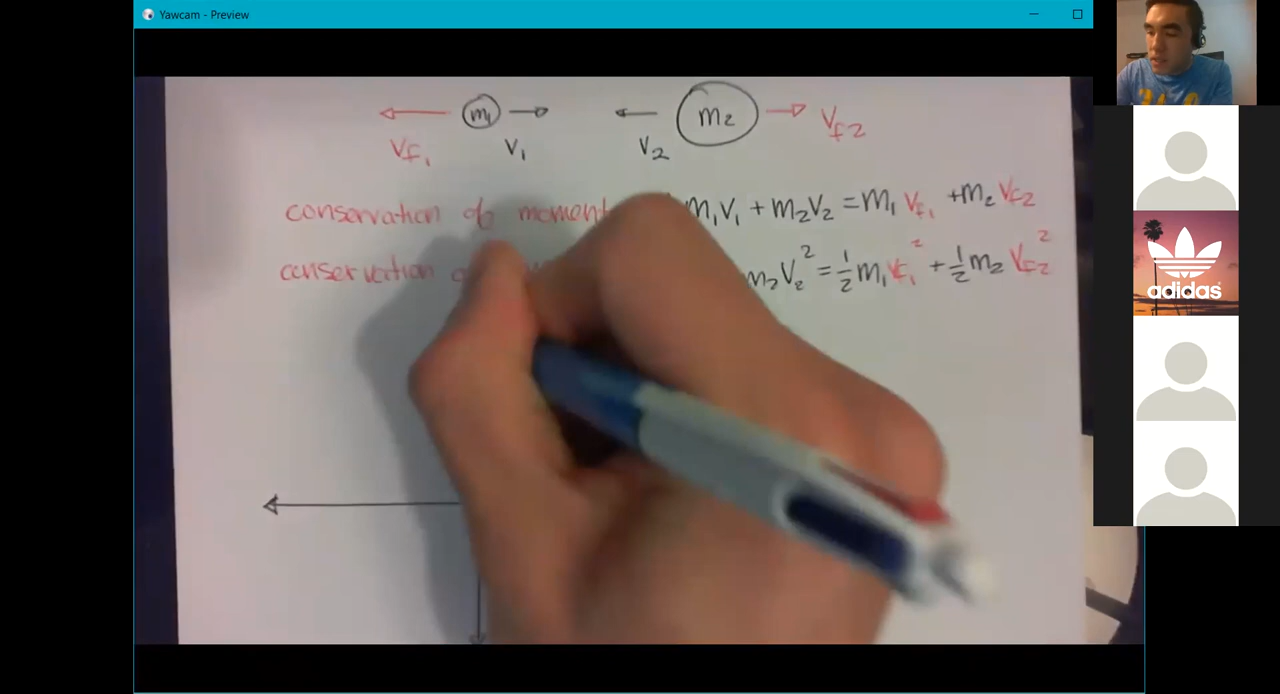 Yawcam - Preview
m₁ m₂
Vf₁ V₁ V₂ Vf2
conservation of m₁V₁ + m₂V₂ = m₁ Vf₁ + m₂ Vf2
conservation m₂V₂² = ½m₁Vf₁² + ½m₂ Vf2²
adidas